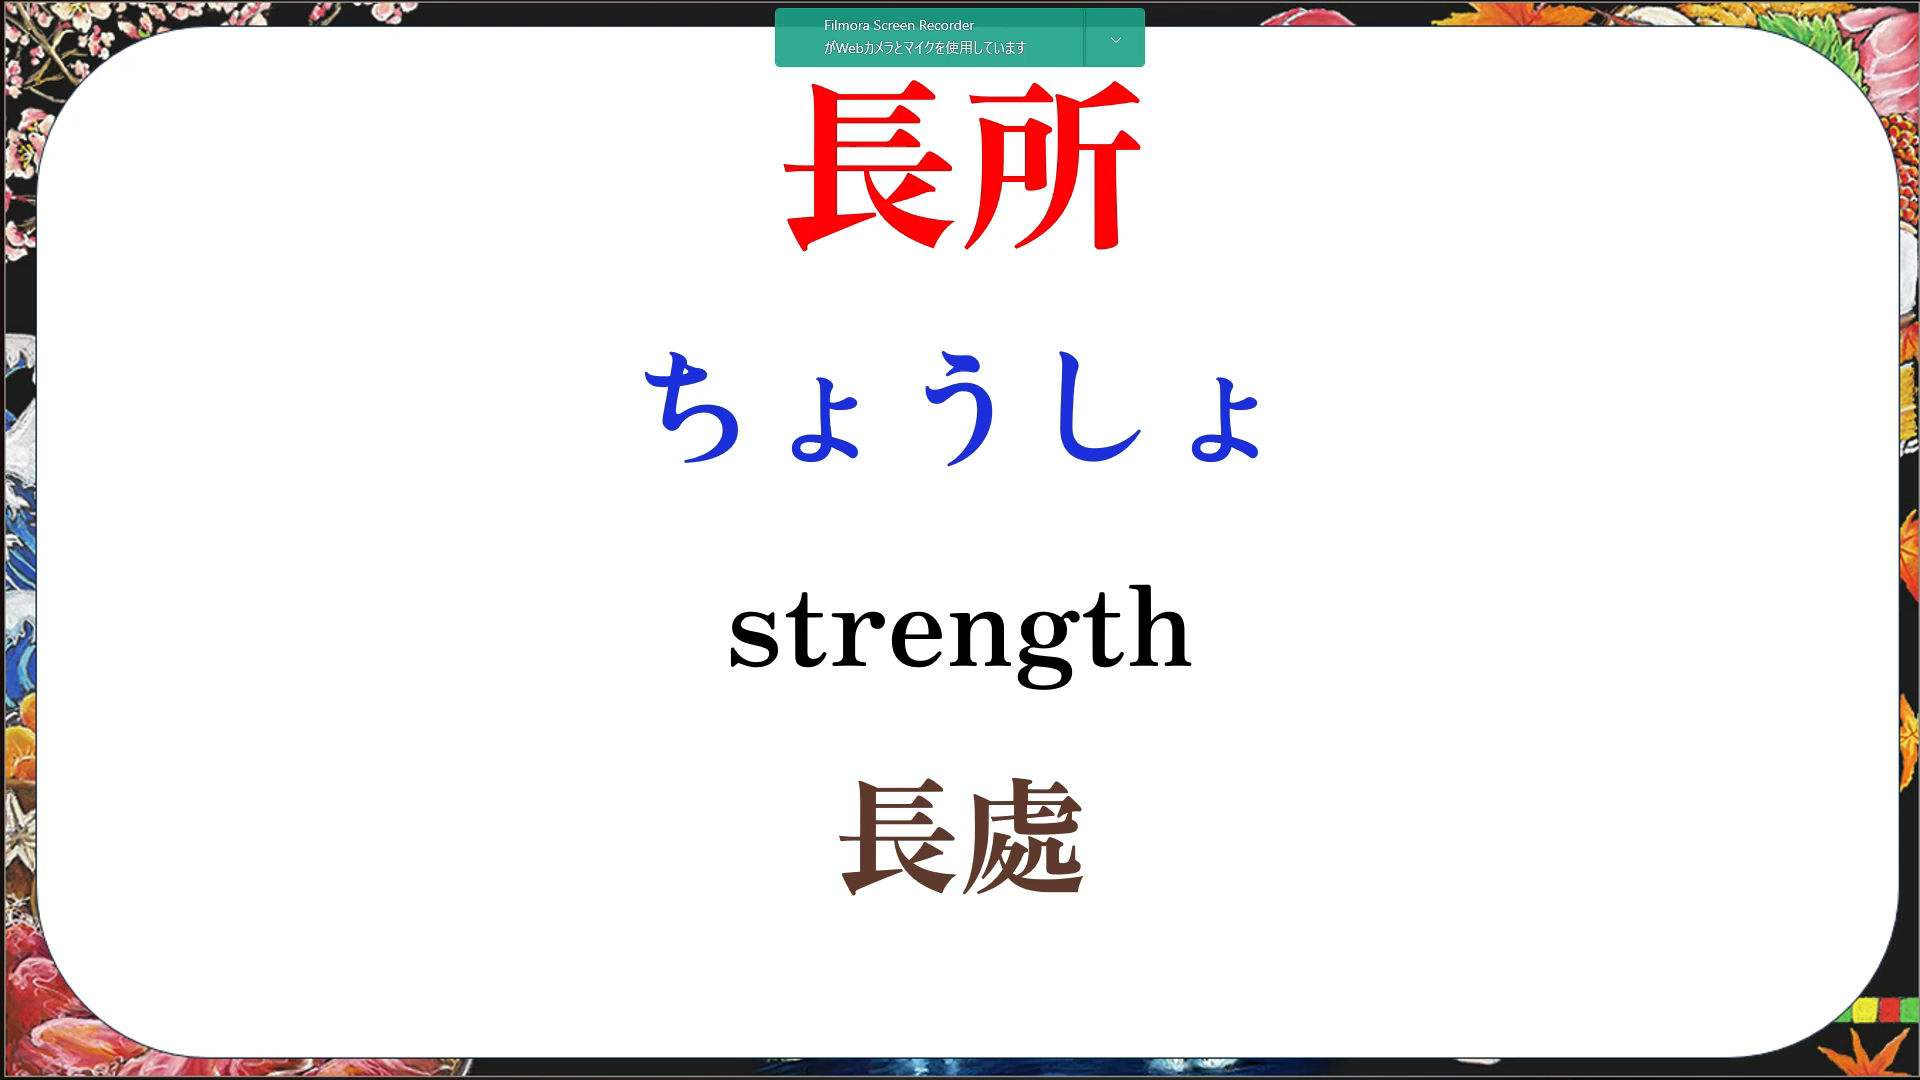 Filmora Screen Recorder
がWebカメラとマイクを使用しています
長所
ちょうしょ
strength
長處